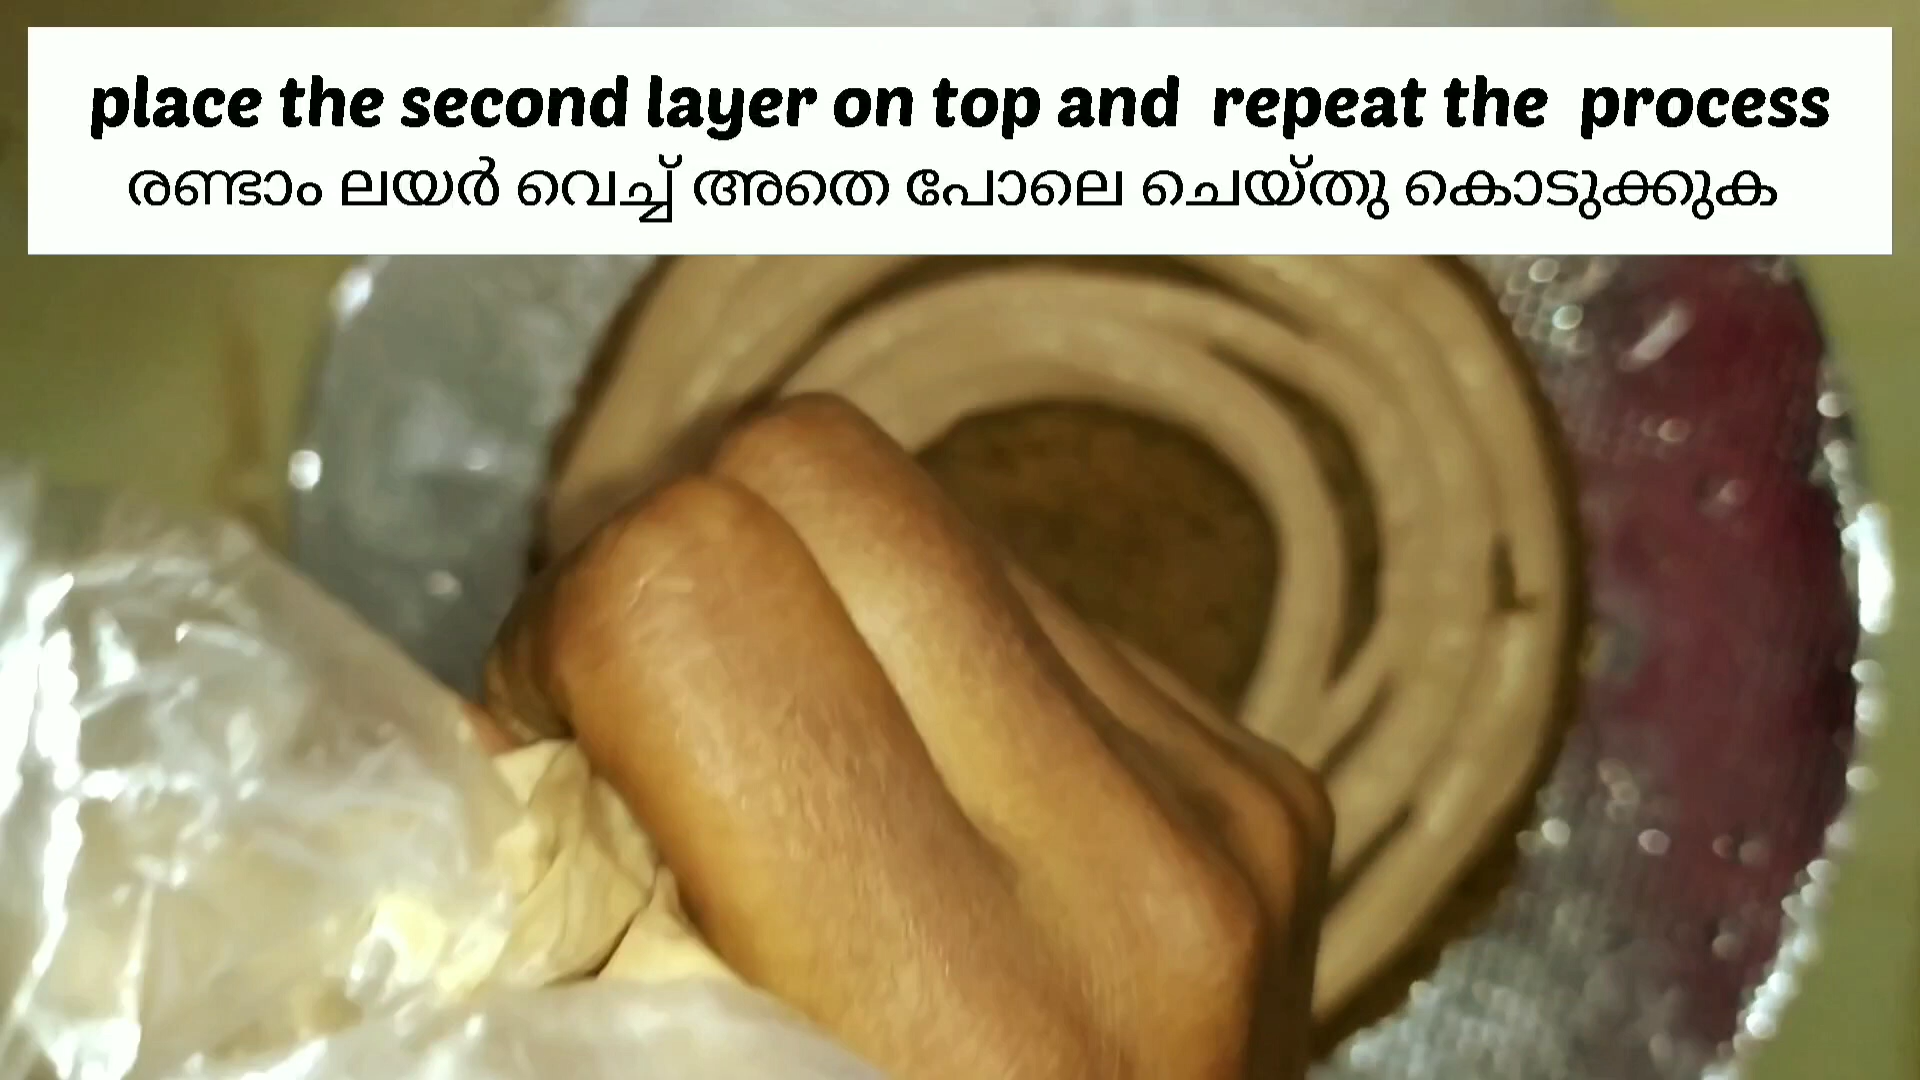 place the second layer on top and repeat the process
രണ്ടാം ലയർ വെച്ച് അതെ പോലെ ചെയ്തു കൊടുക്കുക